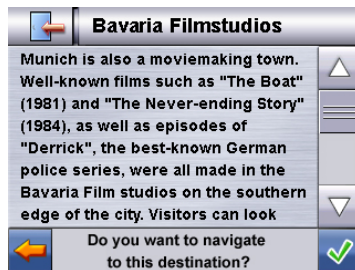 Bavaria Filmstudios
Munich is also a moviemaking town.
Well-known films such as "The Boat"
(1981) and "The Never-ending Story"
(1984), as well as episodes of
"Derrick", the best-known German
police series, were all made in the
Bavaria Film studios on the southern
edge of the city. Visitors can look
Do you want to navigate
to this destination?